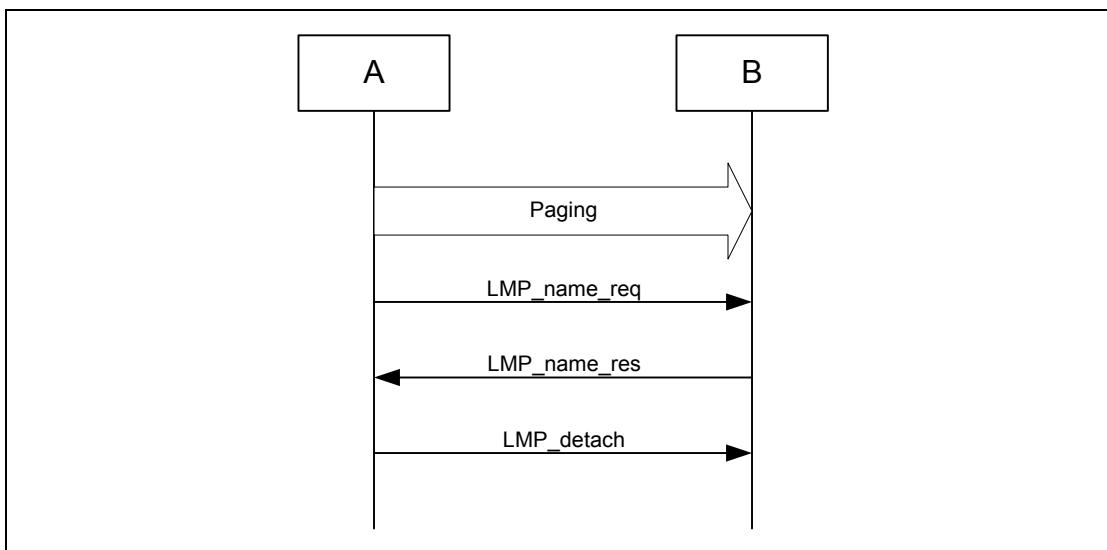 A
B
Paging
LMP_name_req
LMP_name_res
LMP_detach